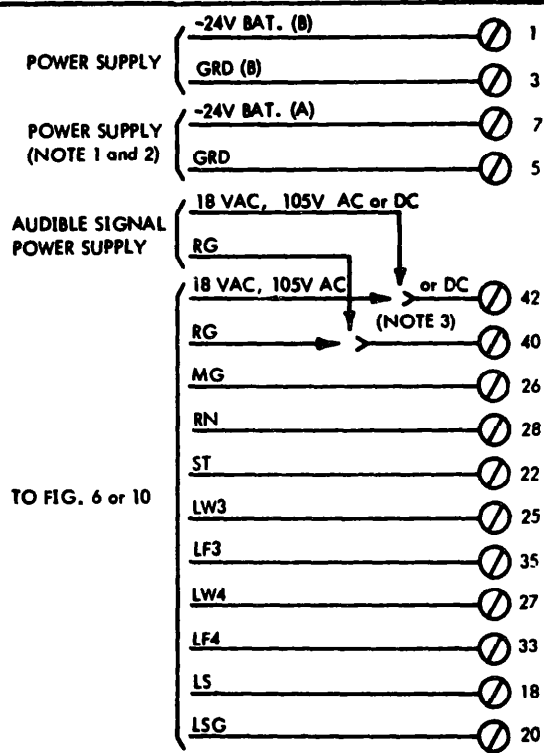 -24V BAT. (B) 1
POWER SUPPLY
GRD (B) 3
-24V BAT. (A) 7
POWER SUPPLY
(NOTE 1 and 2)
GRD 5
18 VAC, 105V AC or DC
AUDIBLE SIGNAL
POWER SUPPLY
RG
18 VAC, 105V AC or DC 42
(NOTE 3)
RG 40
MG 26
RN 28
ST 22
TO FIG. 6 or 10
LW3 25
LF3 35
LW4 27
LF4 33
LS 18
LSG 20